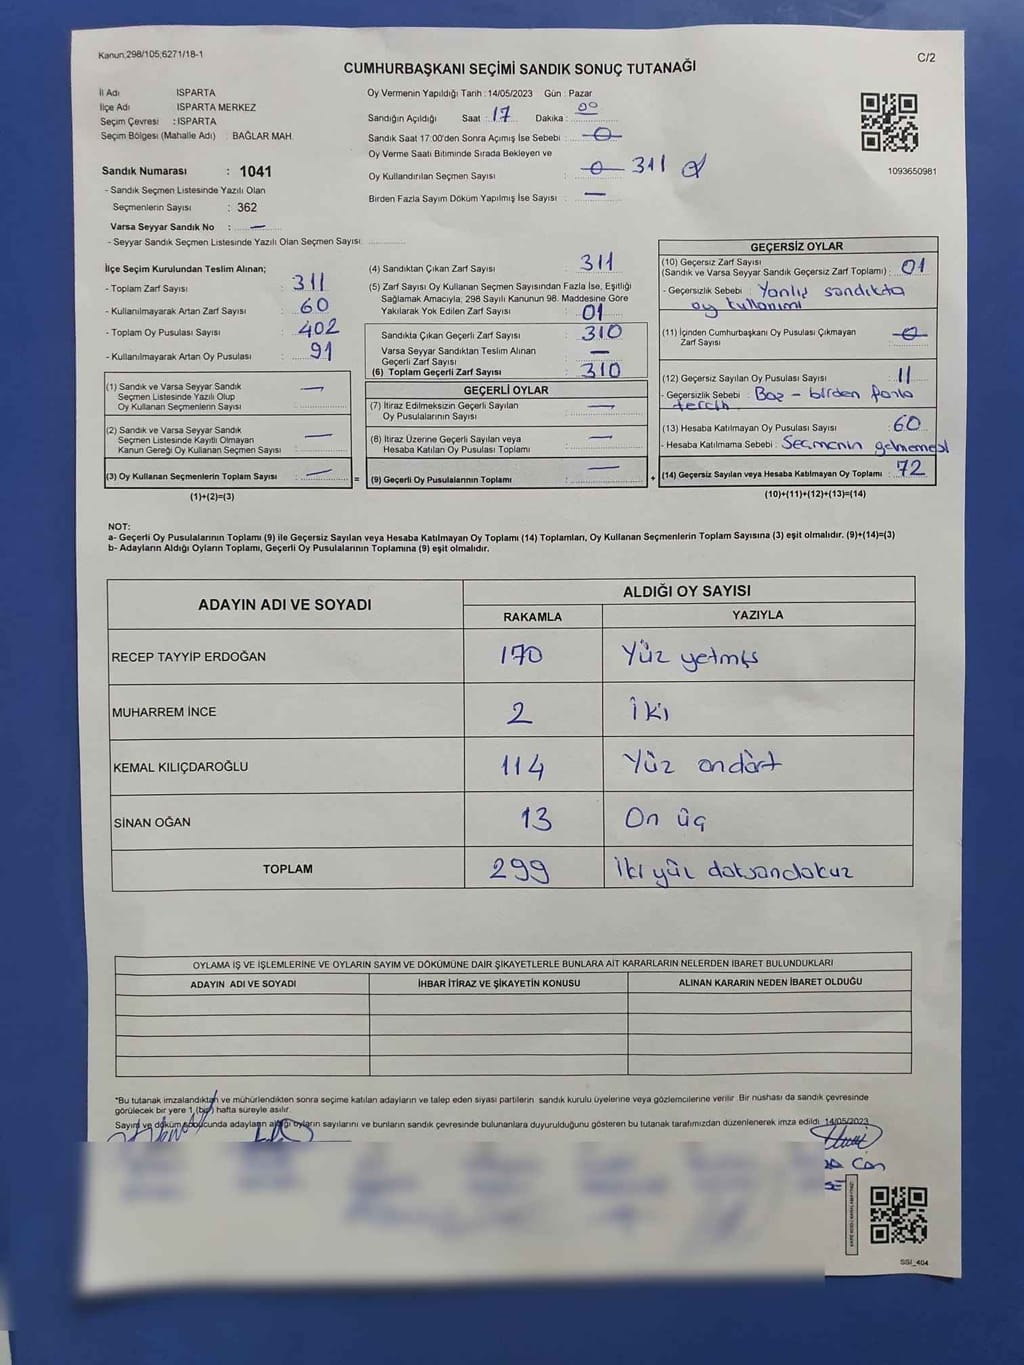 Kanun;298/105;6271/18-1
C/2
CUMHURBAŞKANI SEÇİMİ SANDIK SONUÇ TUTANAĞI
İl Adı ISPARTA
İlçe Adı ISPARTA MERKEZ
Seçim Çevresi : ISPARTA
Seçim Bölgesi (Mahalle Adı) : BAĞLAR MAH
Sandık Numarası : 1041
- Sandık Seçmen Listesinde Yazılı Olan
Seçmenlerin Sayısı : 362
Varsa Seyyar Sandık No : —
- Seyyar Sandık Seçmen Listesinde Yazılı Olan Seçmen Sayısı
Oy Vermenin Yapıldığı Tarih : 14/05/2023 Gün : Pazar
Sandığın Açıldığı Saat : 17 Dakika : 00
Sandık Saat 17:00'den Sonra Açımış İse Sebebi : 0
Oy Verme Saati Bitiminde Sırada Bekleyen ve
Oy Kullandırılan Seçmen Sayısı : 0 311
Birden Fazla Sayım Döküm Yapılmış İse Sayısı : —
1093650981
İlçe Seçim Kurulundan Teslim Alınan;
- Toplam Zarf Sayısı : 311
- Kullanılmayarak Artan Zarf Sayısı : 60
- Toplam Oy Pusulası Sayısı : 402
- Kullanılmayarak Artan Oy Pusulası : 91
(1) Sandık ve Varsa Seyyar Sandık
Seçmen Listesinde Yazılı Olup
Oy Kullanan Seçmenlerin Sayısı : —
(2) Sandık ve Varsa Seyyar Sandık
Seçmen Listesinde Kayıtlı Olmayan
Kanun Gereği Oy Kullanan Seçmen Sayısı : —
(3) Oy Kullanan Seçmenlerin Toplam Sayısı : — =
(1)+(2)=(3)
(4) Sandıktan Çıkan Zarf Sayısı : 311
(5) Zarf Sayısı Oy Kullanan Seçmen Sayısından Fazla İse, Eşitliği
Sağlamak Amacıyla, 298 Sayılı Kanunun 98. Maddesine Göre
Yakılarak Yok Edilen Zarf Sayısı : 01
Sandıkta Çıkan Geçerli Zarf Sayısı : 310
Varsa Seyyar Sandıktan Teslim Alınan
Geçerli Zarf Sayısı : —
(6) Toplam Geçerli Zarf Sayısı : 310
GEÇERLİ OYLAR
(7) İtiraz Edilmeksizin Geçerli Sayılan
Oy Pusulalarının Sayısı : —
(8) İtiraz Üzerine Geçerli Sayılan veya
Hesaba Katılan Oy Pusulası Toplamı : —
(9) Geçerli Oy Pusulalarının Toplamı : — +
GEÇERSİZ OYLAR
(10) Geçersiz Zarf Sayısı
(Sandık ve Varsa Seyyar Sandık Geçersiz Zarf Toplamı) : 01
- Geçersizlik Sebebi : Yanlış sandıkta
oy kullanımı
(11) İçinden Cumhurbaşkanı Oy Pusulası Çıkmayan
Zarf Sayısı : 0
(12) Geçersiz Sayılan Oy Pusulası Sayısı : 11
- Geçersizlik Sebebi : Boş - birden fazla
tercih
(13) Hesaba Katılmayan Oy Pusulası Sayısı : 60
- Hesaba Katılmama Sebebi : Seçmenin gelmemesi
(14) Geçersiz Sayılan veya Hesaba Katılmayan Oy Toplamı : 72
(10)+(11)+(12)+(13)=(14)
NOT:
a- Geçerli Oy Pusulalarının Toplamı (9) ile Geçersiz Sayılan veya Hesaba Katılmayan Oy Toplamı (14) Toplamları, Oy Kullanan Seçmenlerin Toplam Sayısına (3) eşit olmalıdır. (9)+(14)=(3)
b- Adayların Aldığı Oyların Toplamı, Geçerli Oy Pusulalarının Toplamına (9) eşit olmalıdır.
ADAYIN ADI VE SOYADI ALDIĞI OY SAYISI
RAKAMLA YAZIYLA
RECEP TAYYİP ERDOĞAN 170 Yüz yetmiş
MUHARREM İNCE 2 İki
KEMAL KILIÇDAROĞLU 114 Yüz ondört
SİNAN OĞAN 13 On üç
TOPLAM 299 İki yüz doksandokuz
OYLAMA İŞ VE İŞLEMLERİNE VE OYLARIN SAYIM VE DÖKÜMÜNE DAİR ŞİKAYETLERLE BUNLARA AİT KARARLARIN NELERDEN İBARET BULUNDUKLARI
ADAYIN ADI VE SOYADI İHBAR İTİRAZ VE ŞİKAYETİN KONUSU ALINAN KARARIN NEDEN İBARET OLDUĞU
*Bu tutanak imzalandıktan ve mühürlendikten sonra seçime katılan adayların ve talep eden siyasi partilerin sandık kurulu üyelerine veya gözlemcilerine verilir. Bir nüshası da sandık çevresinde
görülecek bir yere 1 (bir) hafta süreyle asılır.
Sayım ve döküm sonucunda adayların aldığı oyların sayılarını ve bunların sandık çevresinde bulunanlara duyurulduğunu gösteren bu tutanak tarafımızdan düzenlenerek imza edildi. 14/05/2023
Can
SSI_404